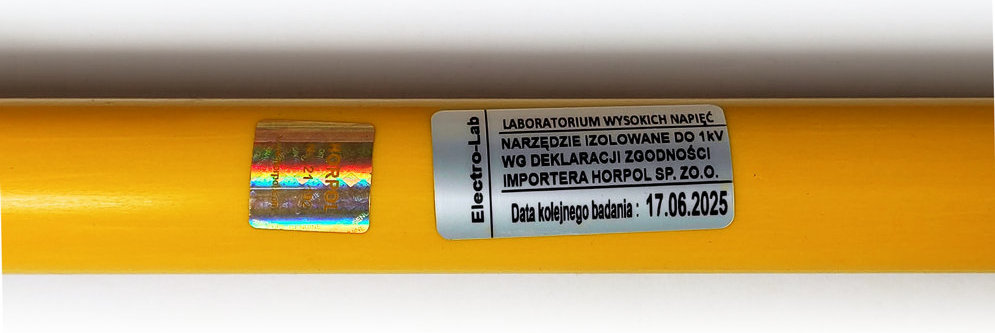 Electro-Lab
LABORATORIUM WYSOKICH NAPIĘĆ
NARZĘDZIE IZOLOWANE DO 1kV
WG DEKLARACJI ZGODNOŚCI
IMPORTERA HORPOL SP. ZO.O.
Data kolejnego badania : 17.06.2025
HORPOL